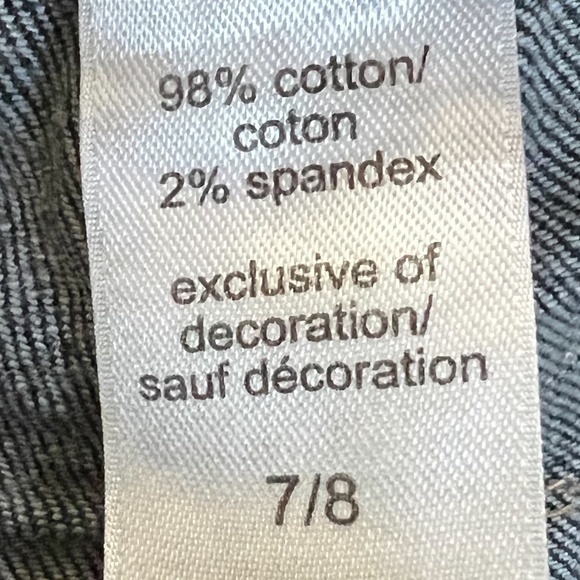 98% cotton/
coton
2% spandex
exclusive of
decoration/
sauf décoration
7/8